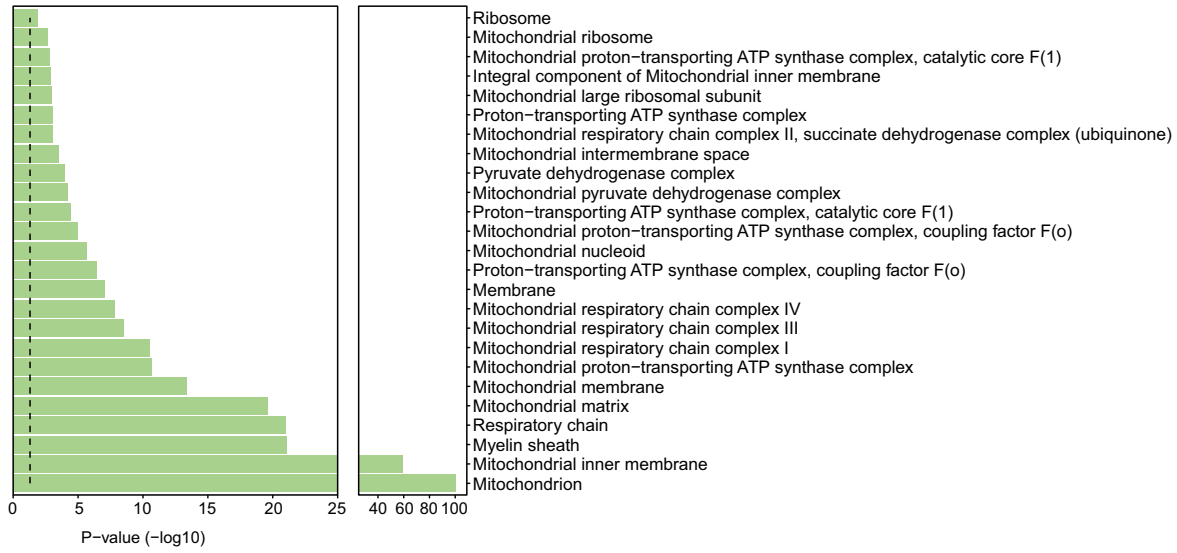 Ribosome
Mitochondrial ribosome
Mitochondrial proton−transporting ATP synthase complex, catalytic core F(1)
Integral component of Mitochondrial inner membrane
Mitochondrial large ribosomal subunit
Proton−transporting ATP synthase complex
Mitochondrial respiratory chain complex II, succinate dehydrogenase complex (ubiquinone)
Mitochondrial intermembrane space
Pyruvate dehydrogenase complex
Mitochondrial pyruvate dehydrogenase complex
Proton−transporting ATP synthase complex, catalytic core F(1)
Mitochondrial proton−transporting ATP synthase complex, coupling factor F(o)
Mitochondrial nucleoid
Proton−transporting ATP synthase complex, coupling factor F(o)
Membrane
Mitochondrial respiratory chain complex IV
Mitochondrial respiratory chain complex III
Mitochondrial respiratory chain complex I
Mitochondrial proton−transporting ATP synthase complex
Mitochondrial membrane
Mitochondrial matrix
Respiratory chain
Myelin sheath
Mitochondrial inner membrane
Mitochondrion
0 5 10 15 20 25 40 60 80 100
P−value (−log10)